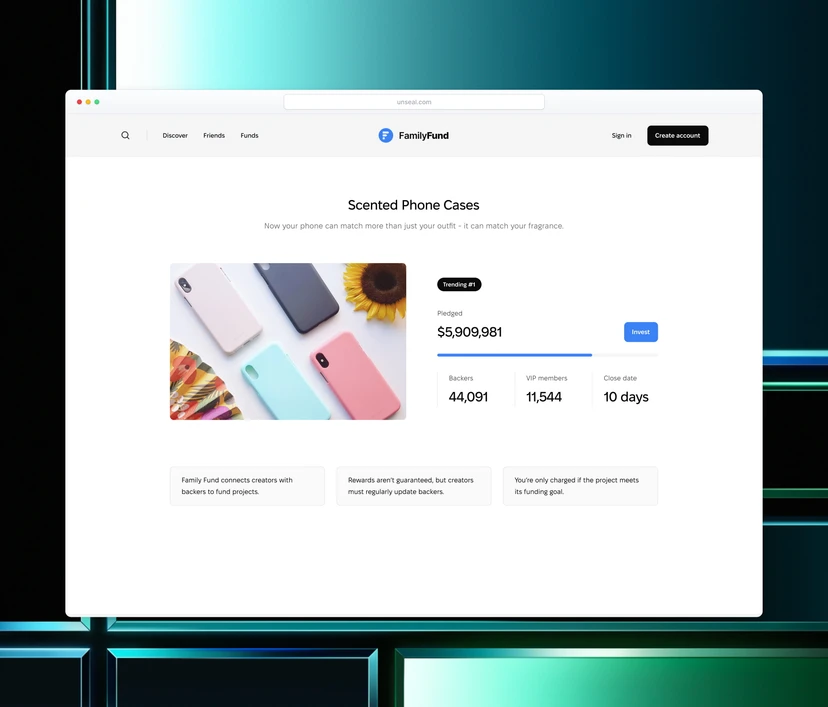 unseal.com
Discover
Friends
Funds
FamilyFund
Sign in
Create account
Scented Phone Cases
Now your phone can match more than just your outfit - it can match your fragrance.
Trending #1
Pledged
$5,909,981
Invest
Backers
VIP members
Close date
44,091
11,544
10 days
Family Fund connects creators with
backers to fund projects.
Rewards aren't guaranteed, but creators
must regularly update backers.
You're only charged if the project meets
its funding goal.